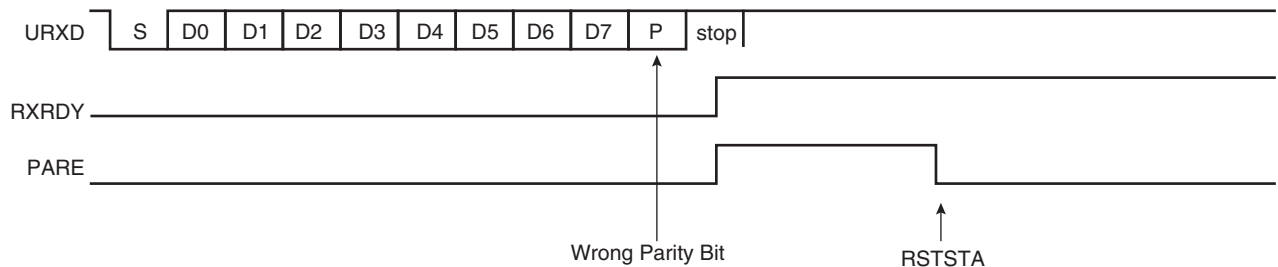 URXD S D0 D1 D2 D3 D4 D5 D6 D7 P stop
RXRDY
PARE
Wrong Parity Bit
RSTSTA